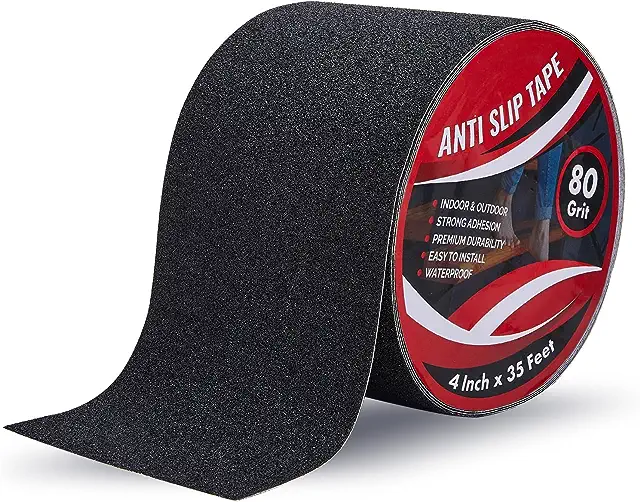 ANTI SLIP TAPE
80
Grit
• INDOOR & OUTDOOR
• STRONG ADHESION
• PREMIUM DURABILITY
• EASY TO INSTALL
• WATERPROOF
4 Inch x 35 Feet